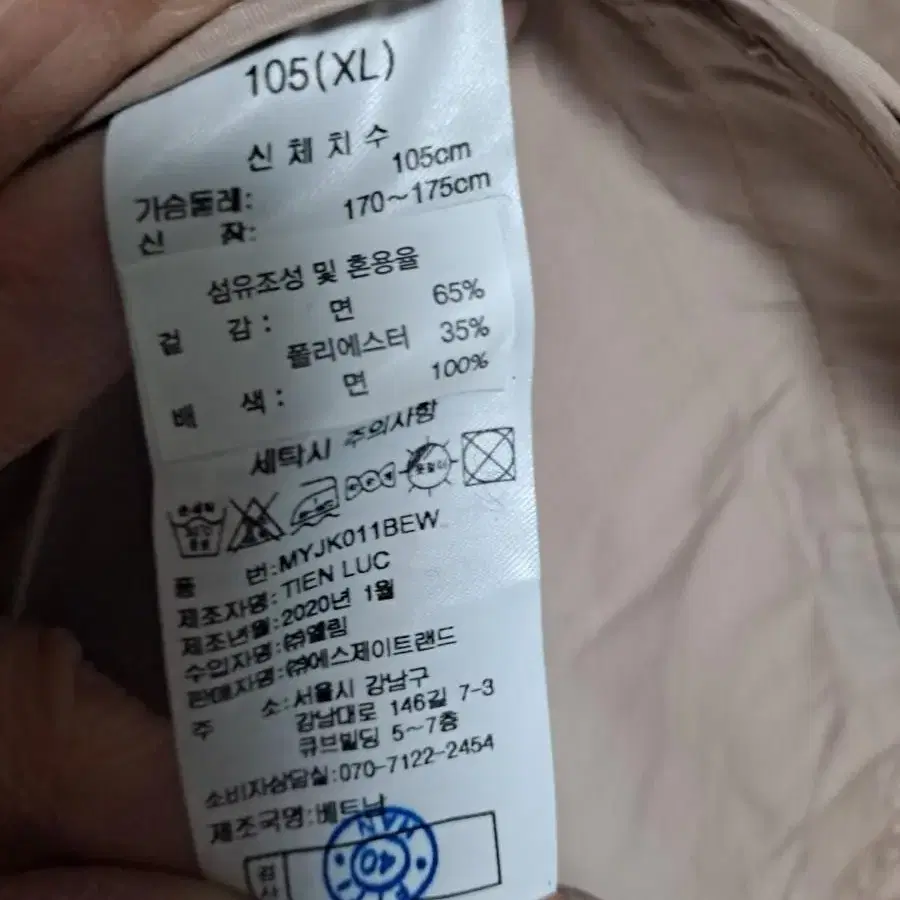 105(XL)
신체치수
가슴둘레: 105cm
신 장: 170~175cm
섬유조성 및 혼용율
겉 감: 면 65%
폴리에스터 35%
배 색: 면 100%
세탁시 주의사항
품 번:MYJK011BEW
제조자명:TIEN LUC
제조년월:2020년 1월
수입자명:㈜열림
판매자명:㈜에스제이트랜드
주 소:서울시 강남구
강남대로 146길 7-3
큐브빌딩 5~7층
소비자상담실:070-7122-2454
제조국명:베트남
40